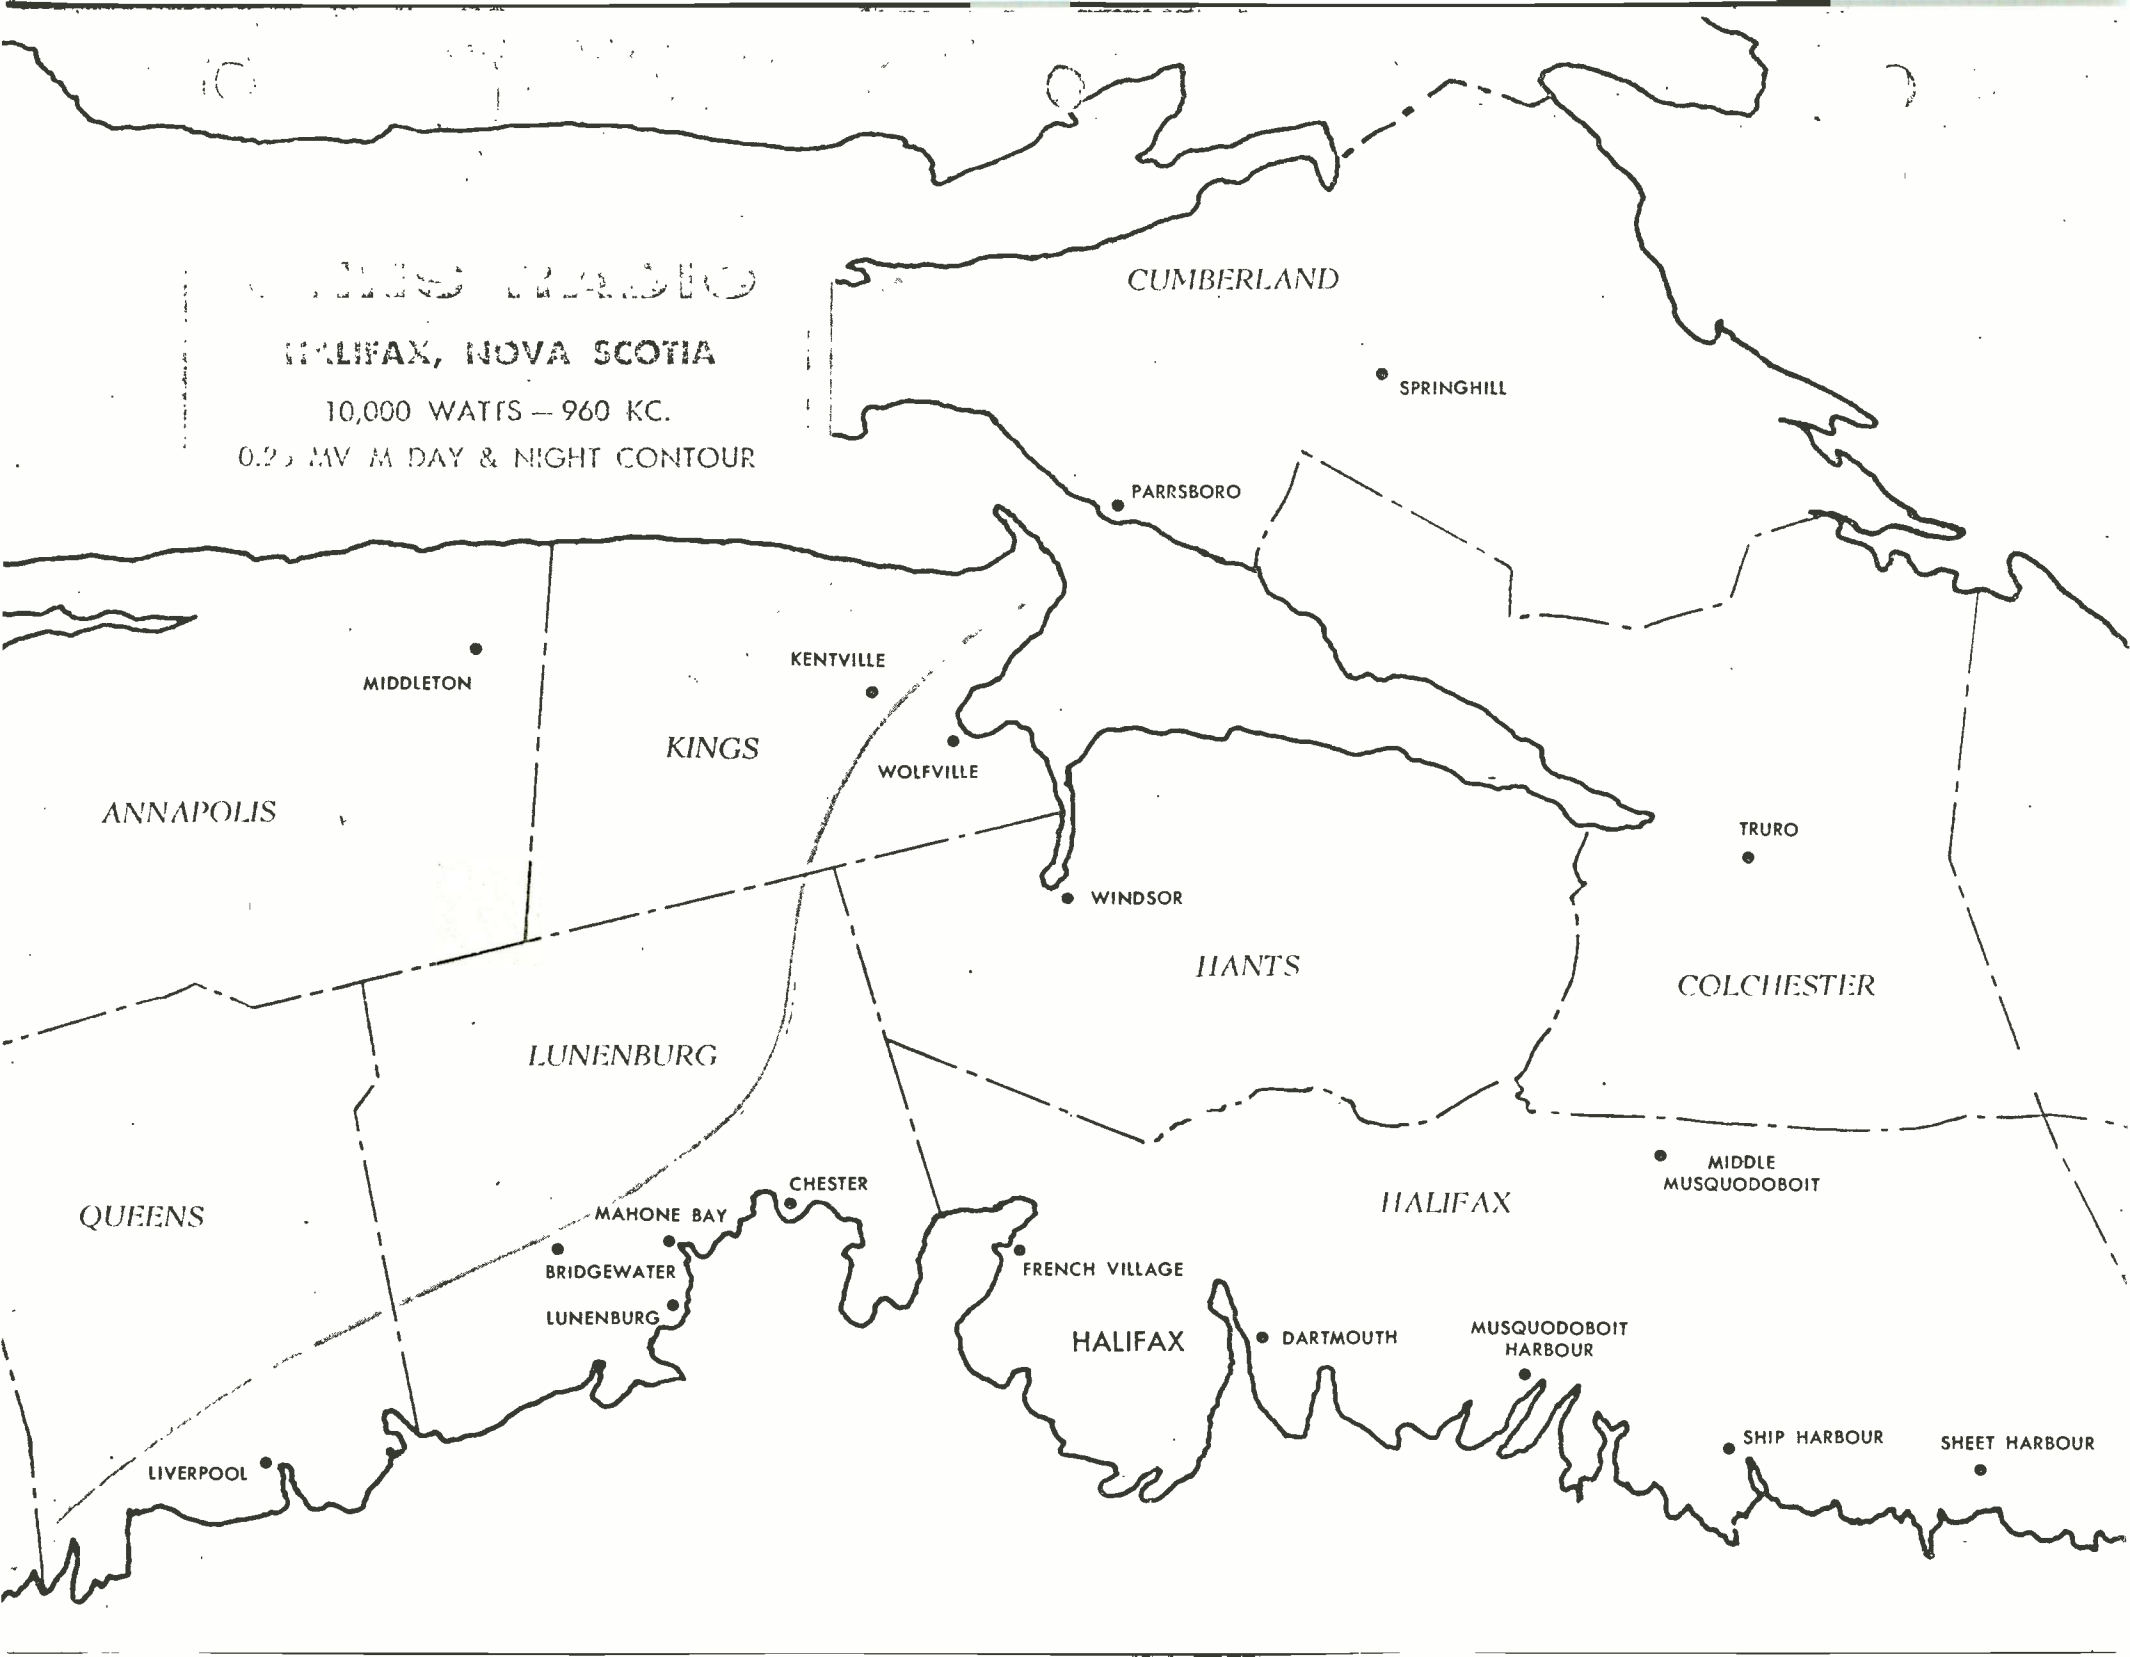 RADIO
HALIFAX, NOVA SCOTIA
10,000 WATTS — 960 KC.
DAY & NIGHT CONTOUR
CUMBERLAND
SPRINGHILL
PARRSBORO
KENTVILLE
MIDDLETON
KINGS
WOLFVILLE
ANNAPOLIS
TRURO
WINDSOR
HANTS
COLCHESTER
LUNENBURG
MIDDLE
MUSQUODOBOIT
CHESTER
HALIFAX
QUEENS
MAHONE BAY
BRIDGEWATER
FRENCH VILLAGE
LUNENBURG
HALIFAX
DARTMOUTH
MUSQUODOBOIT
HARBOUR
SHIP HARBOUR
SHEET HARBOUR
LIVERPOOL